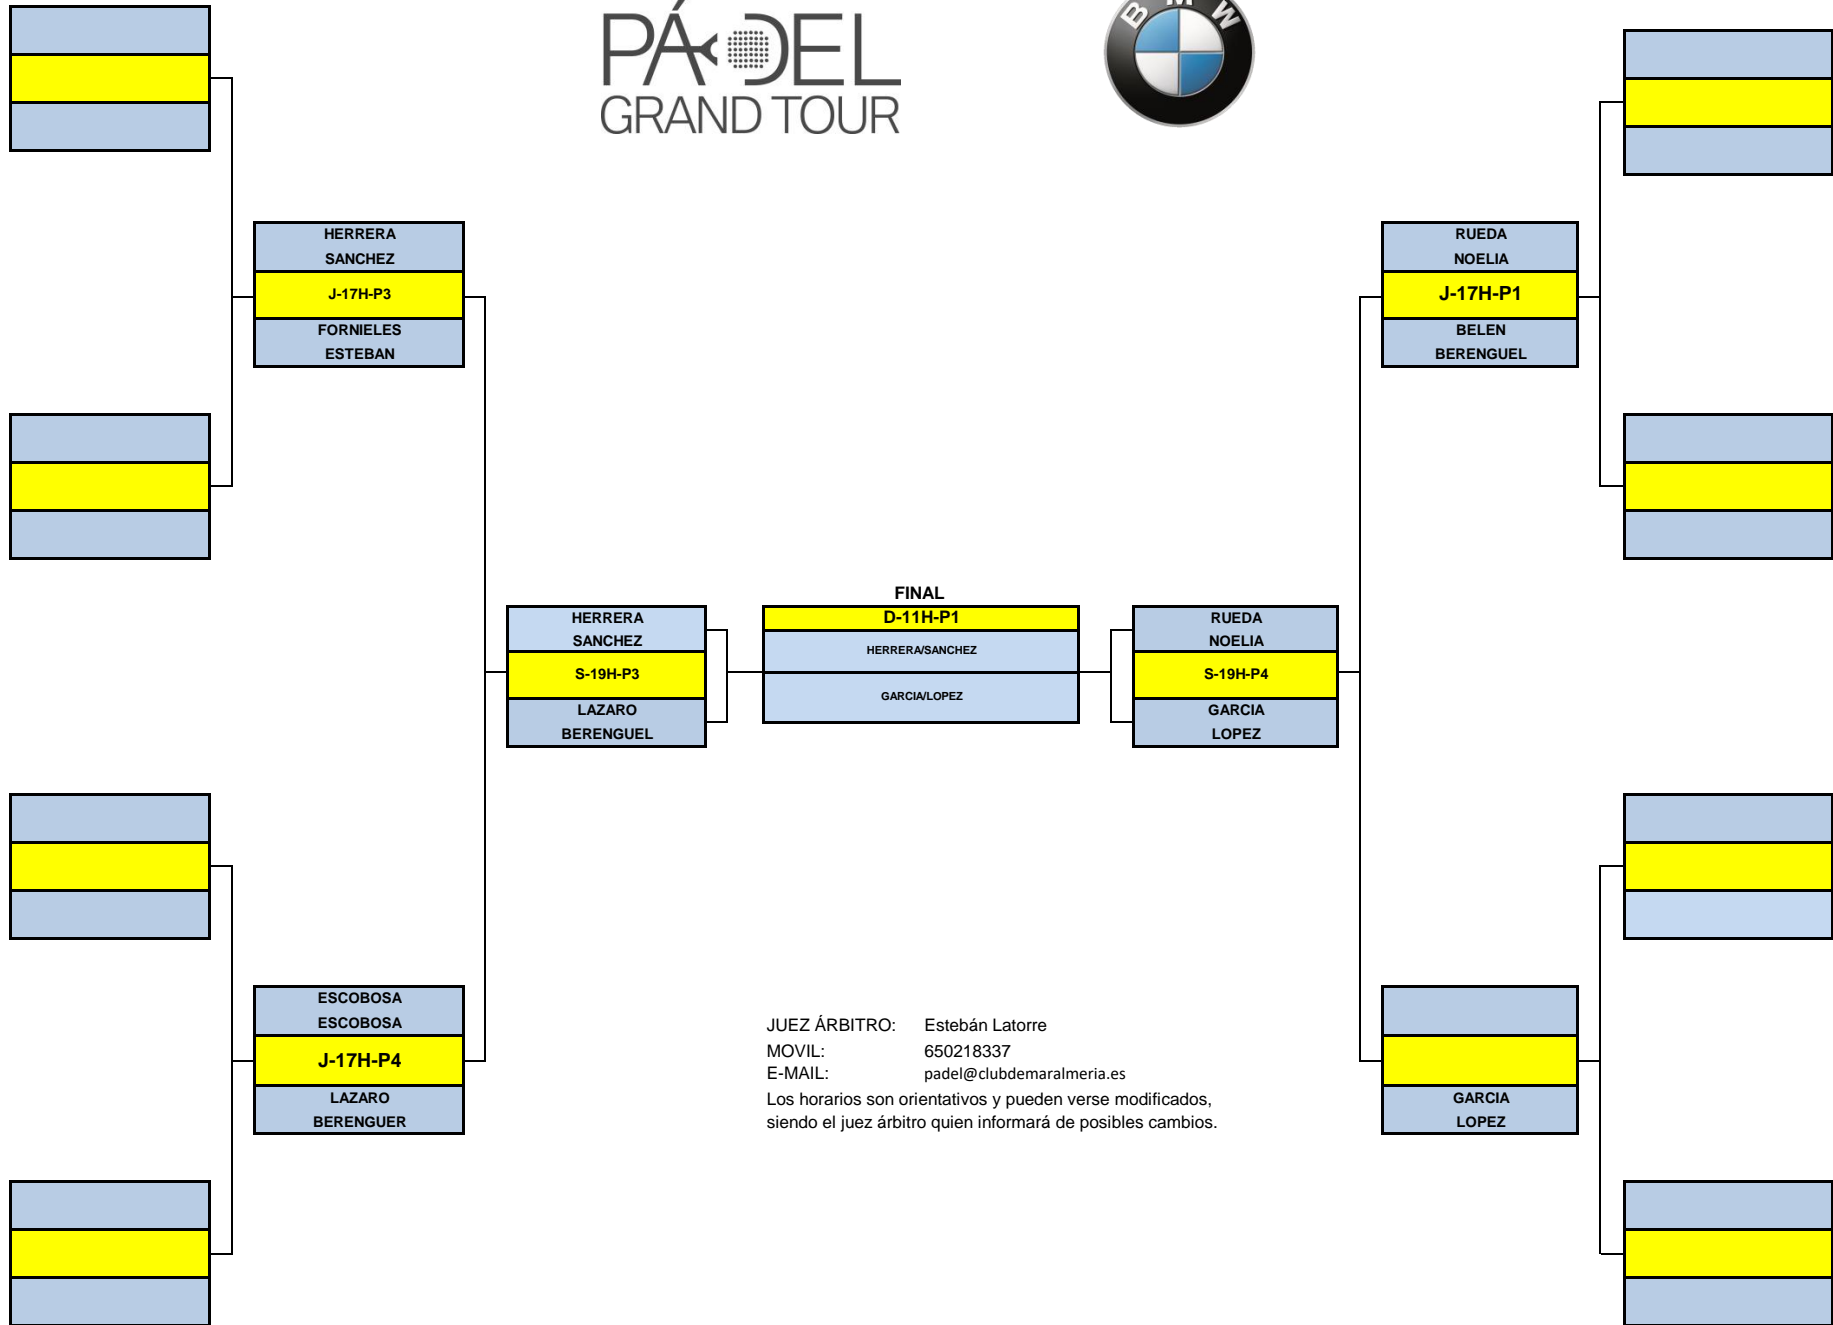 PÁDEL
GRAND TOUR
BMW
HERRERA
SANCHEZ
J-17H-P3
FORNIELES
ESTEBAN
RUEDA
NOELIA
J-17H-P1
BELEN
BERENGUEL
HERRERA
SANCHEZ
S-19H-P3
LAZARO
BERENGUEL
FINAL
D-11H-P1
HERRERA/SANCHEZ
GARCIA/LOPEZ
RUEDA
NOELIA
S-19H-P4
GARCIA
LOPEZ
ESCOBOSA
ESCOBOSA
J-17H-P4
LAZARO
BERENGUER
JUEZ ÁRBITRO: Estebán Latorre
MOVIL: 650218337
E-MAIL: padel@clubdemaralmeria.es
Los horarios son orientativos y pueden verse modificados,
siendo el juez árbitro quien informará de posibles cambios.
GARCIA
LOPEZ